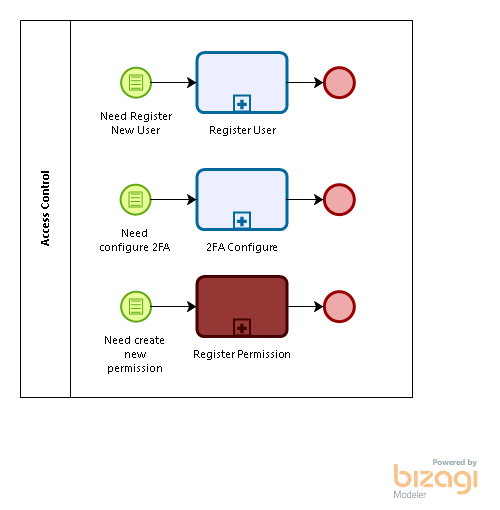 Access Control
Need Register
New User
Register User
Need
configure 2FA
2FA Configure
Need create
new
permission
Register Permission
Powered by
bizagi
Modeler